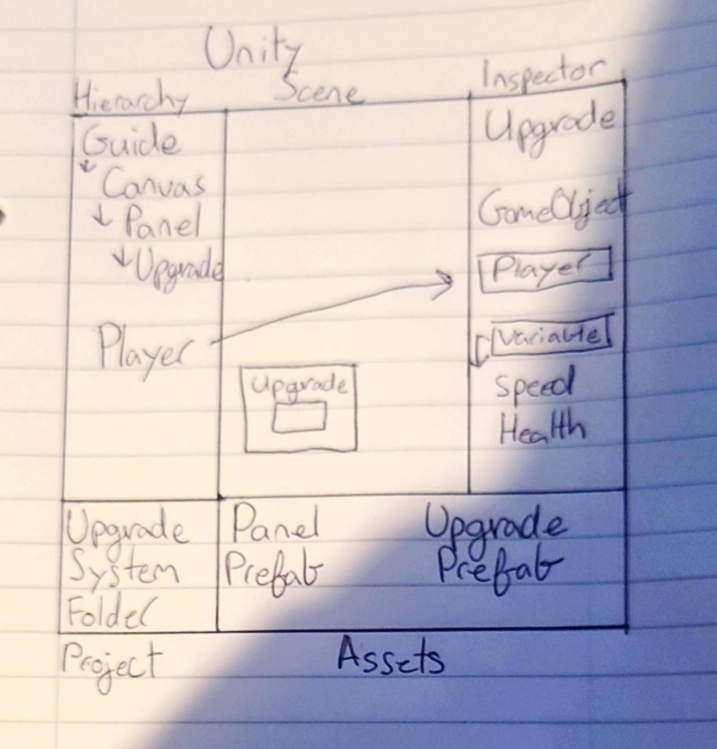 Unity
Hierarchy
Scene
Inspector
Guide
Canvas
Panel
Upgrade
Player
Upgrade
Upgrade
GameObject
Player
Variable
Speed
Health
Upgrade
System
Folder
Panel
Prefab
Upgrade
Prefab
Project
Assets